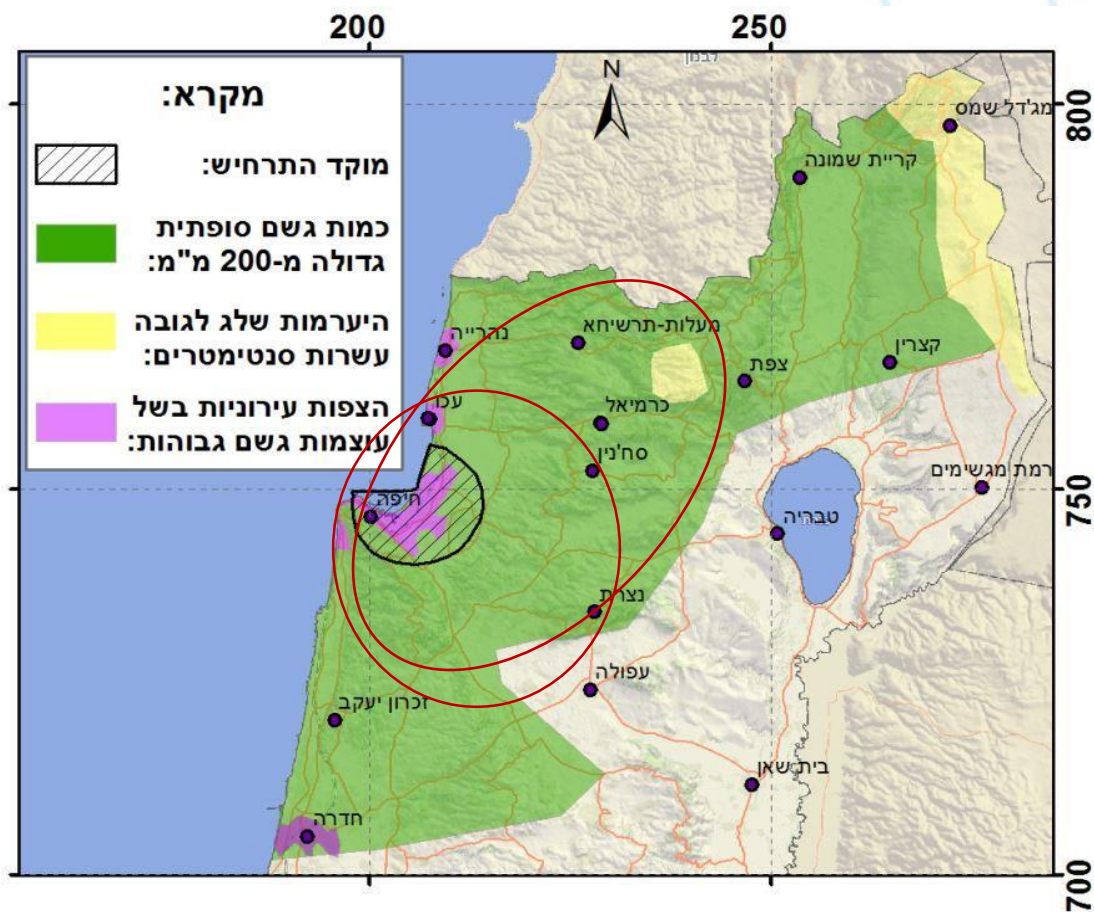 200
250
לבנון
N
מקרא:
מוקד התרחיש:
כמות גשם סופתית
גדולה מ-200 מ"מ:
היערמות שלג לגובה
עשרות סנטימטרים:
הצפות עירוניות בשל
עוצמות גשם גבוהות:
800
מג'דל שמס
קריית שמונה
נהרייה
מעלות-תרשיחא
צפת
קצרין
עכו
כרמיאל
סח'נין
רמת מגשימים
750
חיפה
טבריה
נצרת
עפולה
זכרון יעקב
בית שאן
חדרה
700